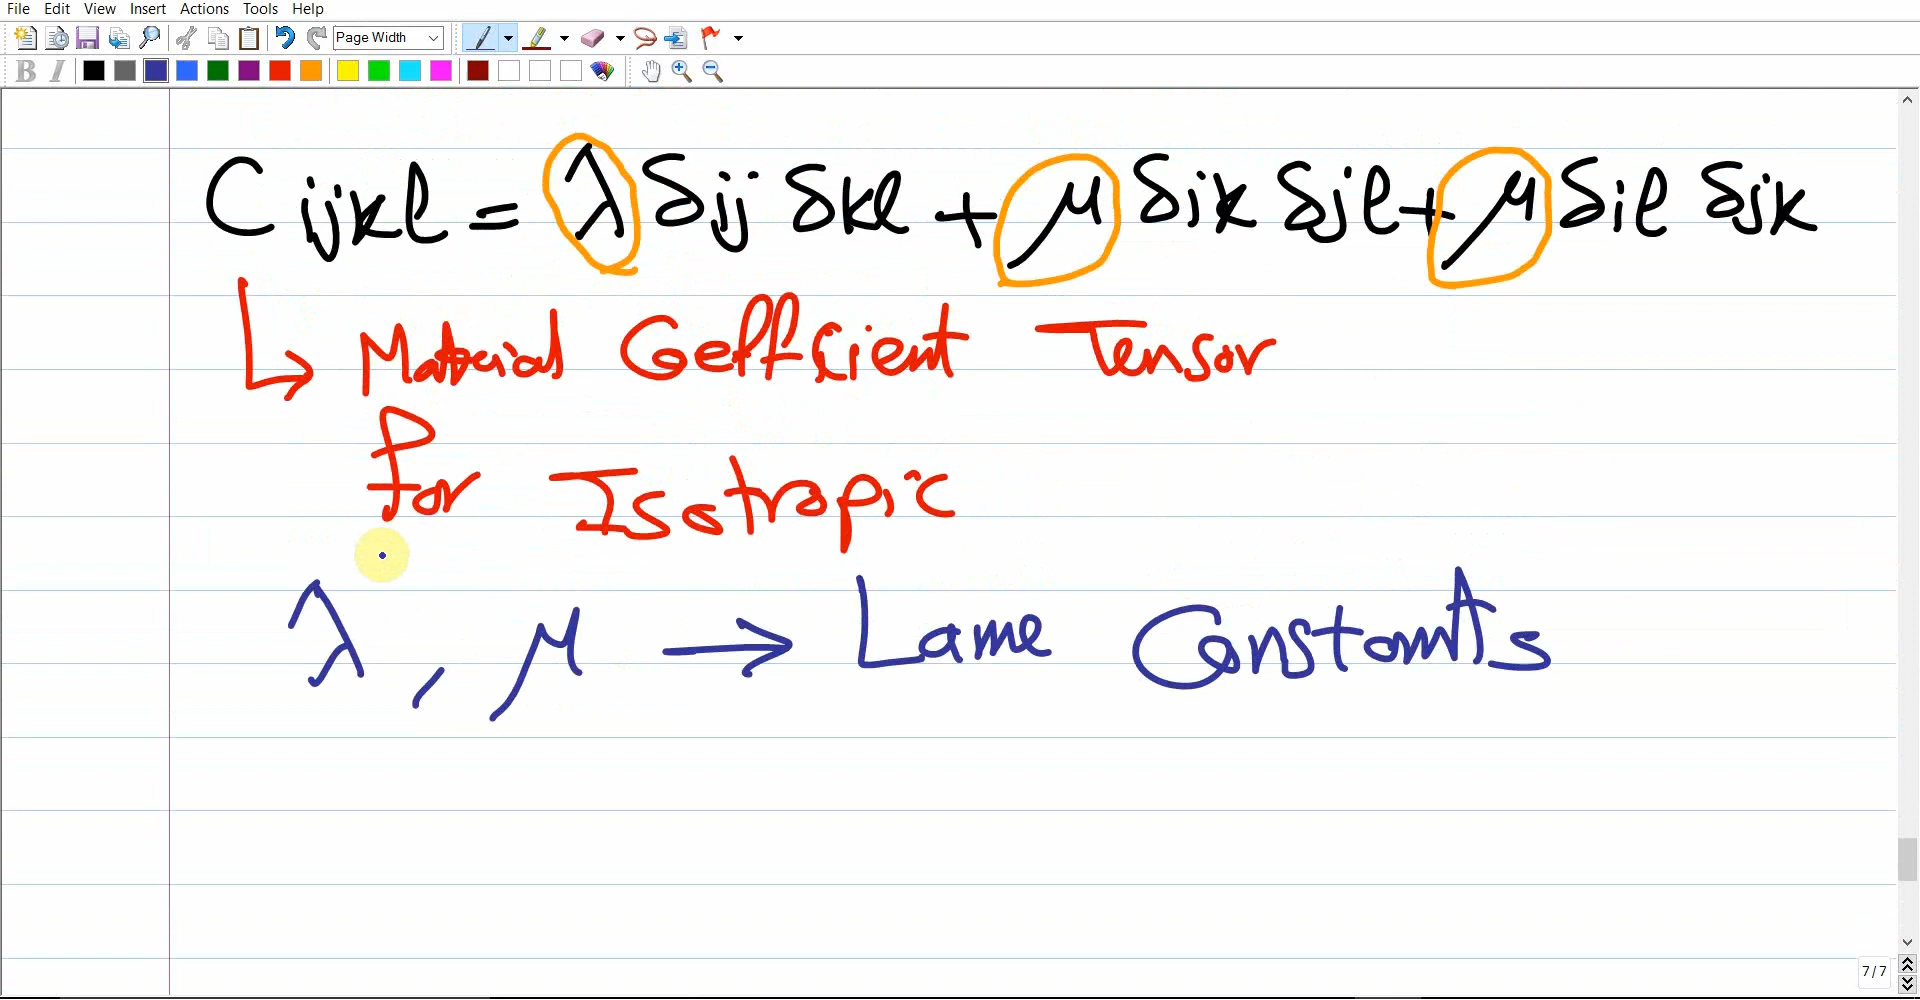 File Edit View Insert Actions Tools Help
Page Width
B I
C ijkl = λ δij δkl + μ δik δjl + μ δil δjk
Material Coefficient Tensor
for Isotropic
λ , μ → Lame Constants
7/7